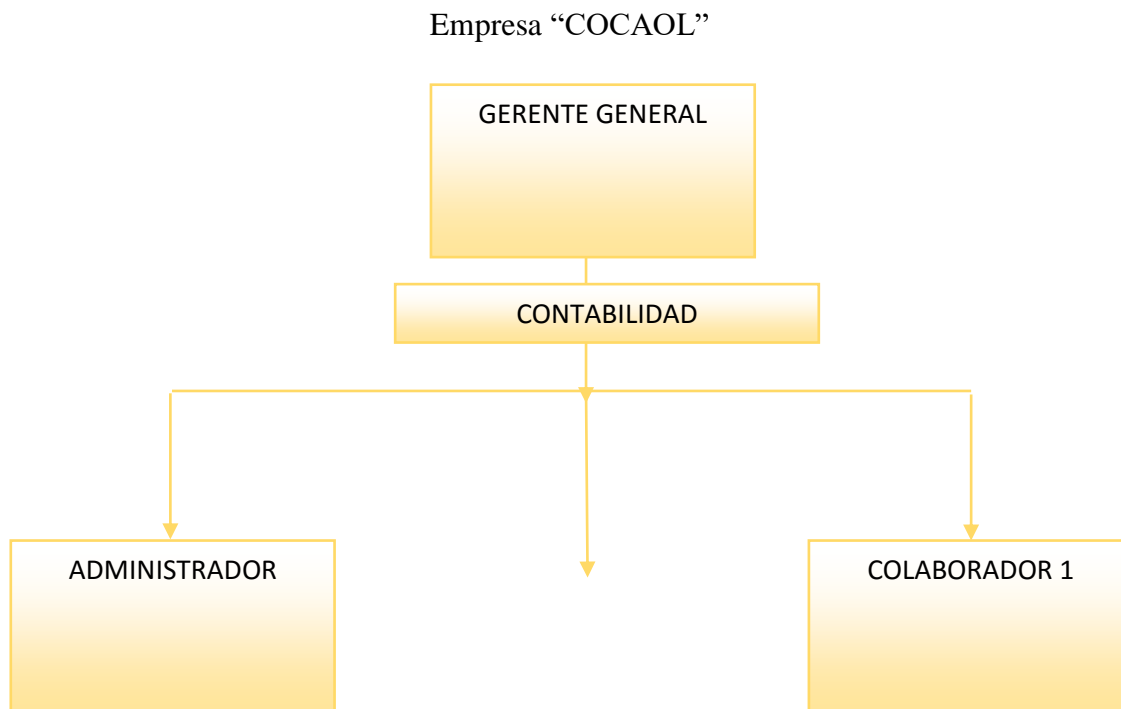 Empresa “COCAOL”
GERENTE GENERAL
CONTABILIDAD
ADMINISTRADOR
COLABORADOR 1